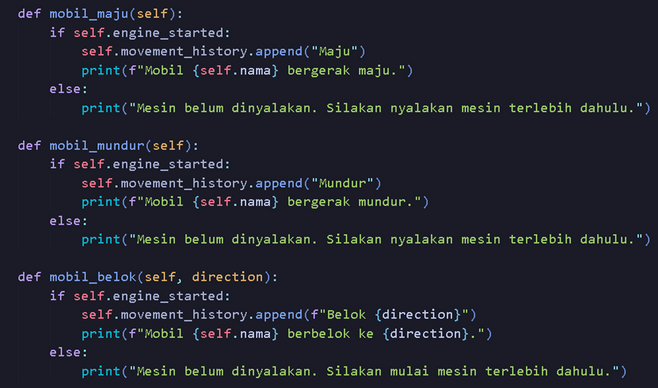 def mobil_maju(self):
    if self.engine_started:
        self.movement_history.append("Maju")
        print(f"Mobil {self.nama} bergerak maju.")
    else:
        print("Mesin belum dinyalakan. Silakan nyalakan mesin terlebih dahulu.")

def mobil_mundur(self):
    if self.engine_started:
        self.movement_history.append("Mundur")
        print(f"Mobil {self.nama} bergerak mundur.")
    else:
        print("Mesin belum dinyalakan. Silakan nyalakan mesin terlebih dahulu.")

def mobil_belok(self, direction):
    if self.engine_started:
        self.movement_history.append(f"Belok {direction}")
        print(f"Mobil {self.nama} berbelok ke {direction}.")
    else:
        print("Mesin belum dinyalakan. Silakan mulai mesin terlebih dahulu.")